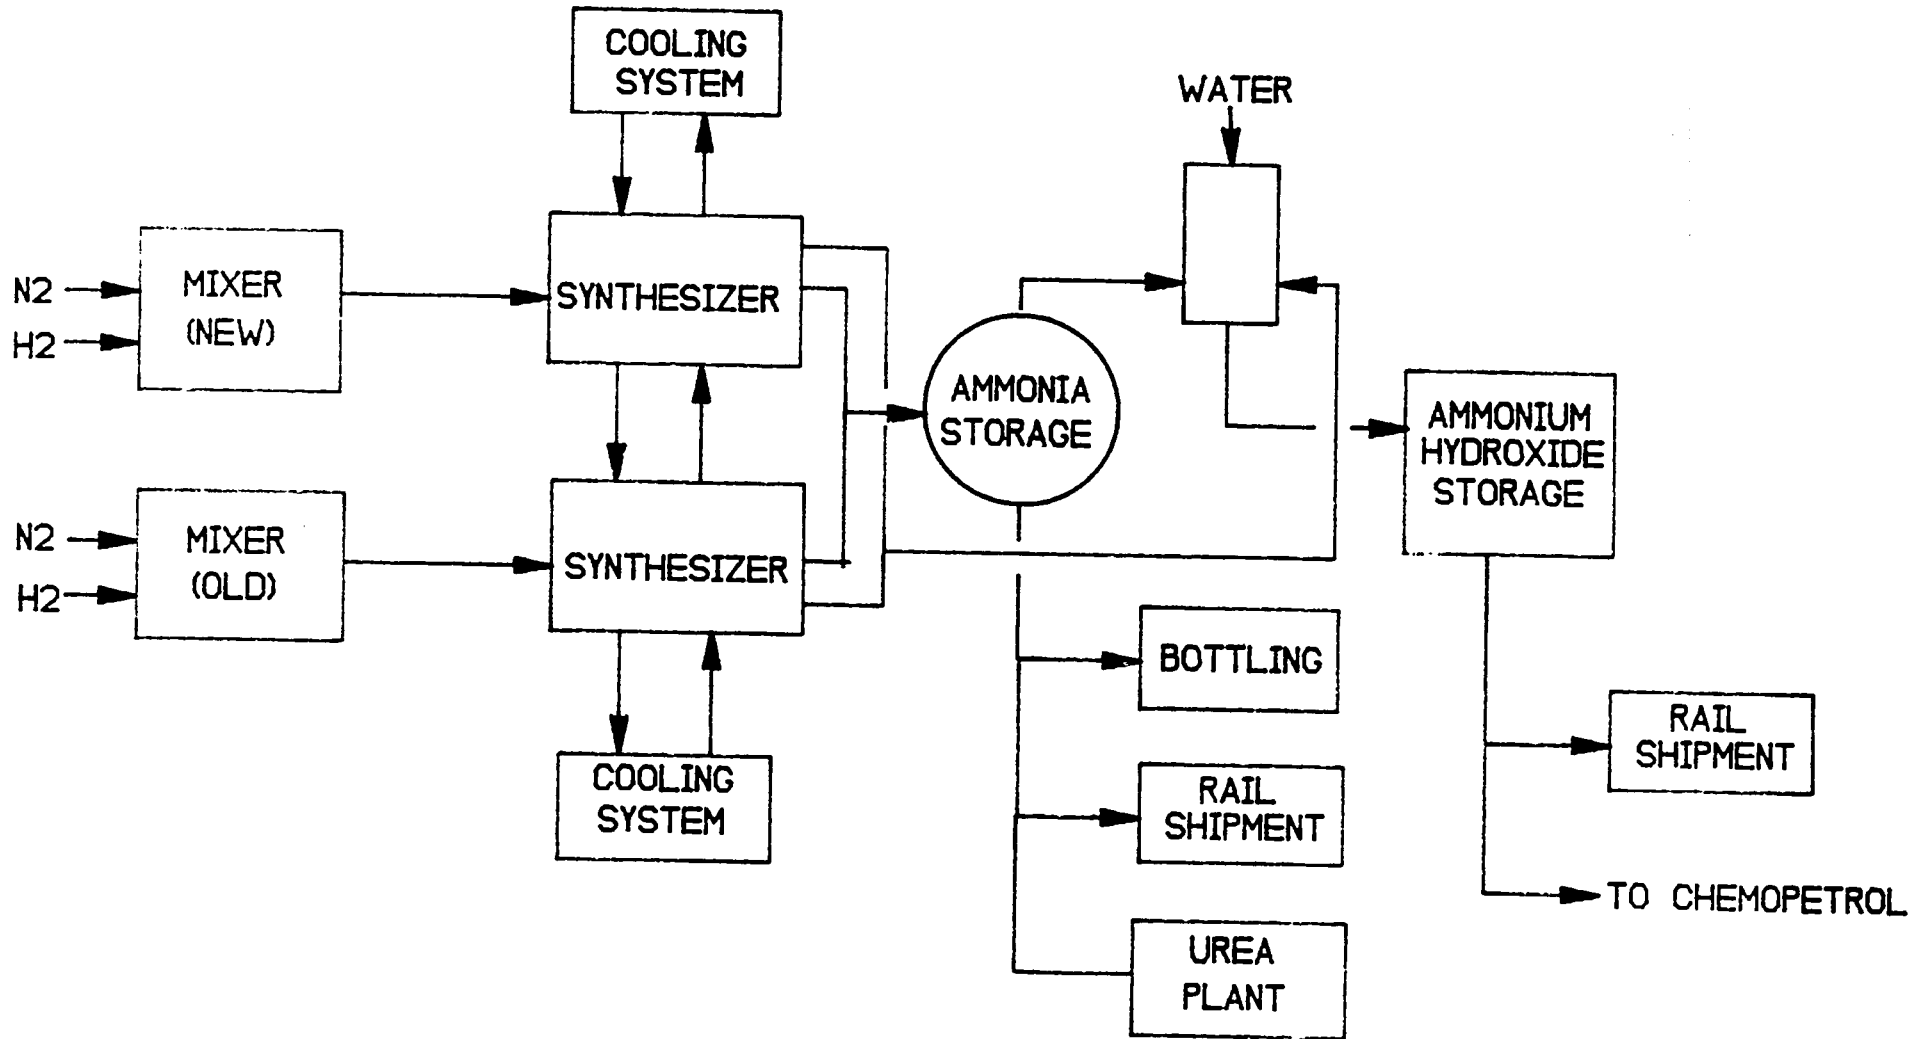 COOLING
SYSTEM
WATER
N2
H2
MIXER
(NEW)
SYNTHESIZER
AMMONIA
STORAGE
AMMONIUM
HYDROXIDE
STORAGE
N2
H2
MIXER
(OLD)
SYNTHESIZER
BOTTLING
COOLING
SYSTEM
RAIL
SHIPMENT
RAIL
SHIPMENT
TO CHEMOPETROL
UREA
PLANT